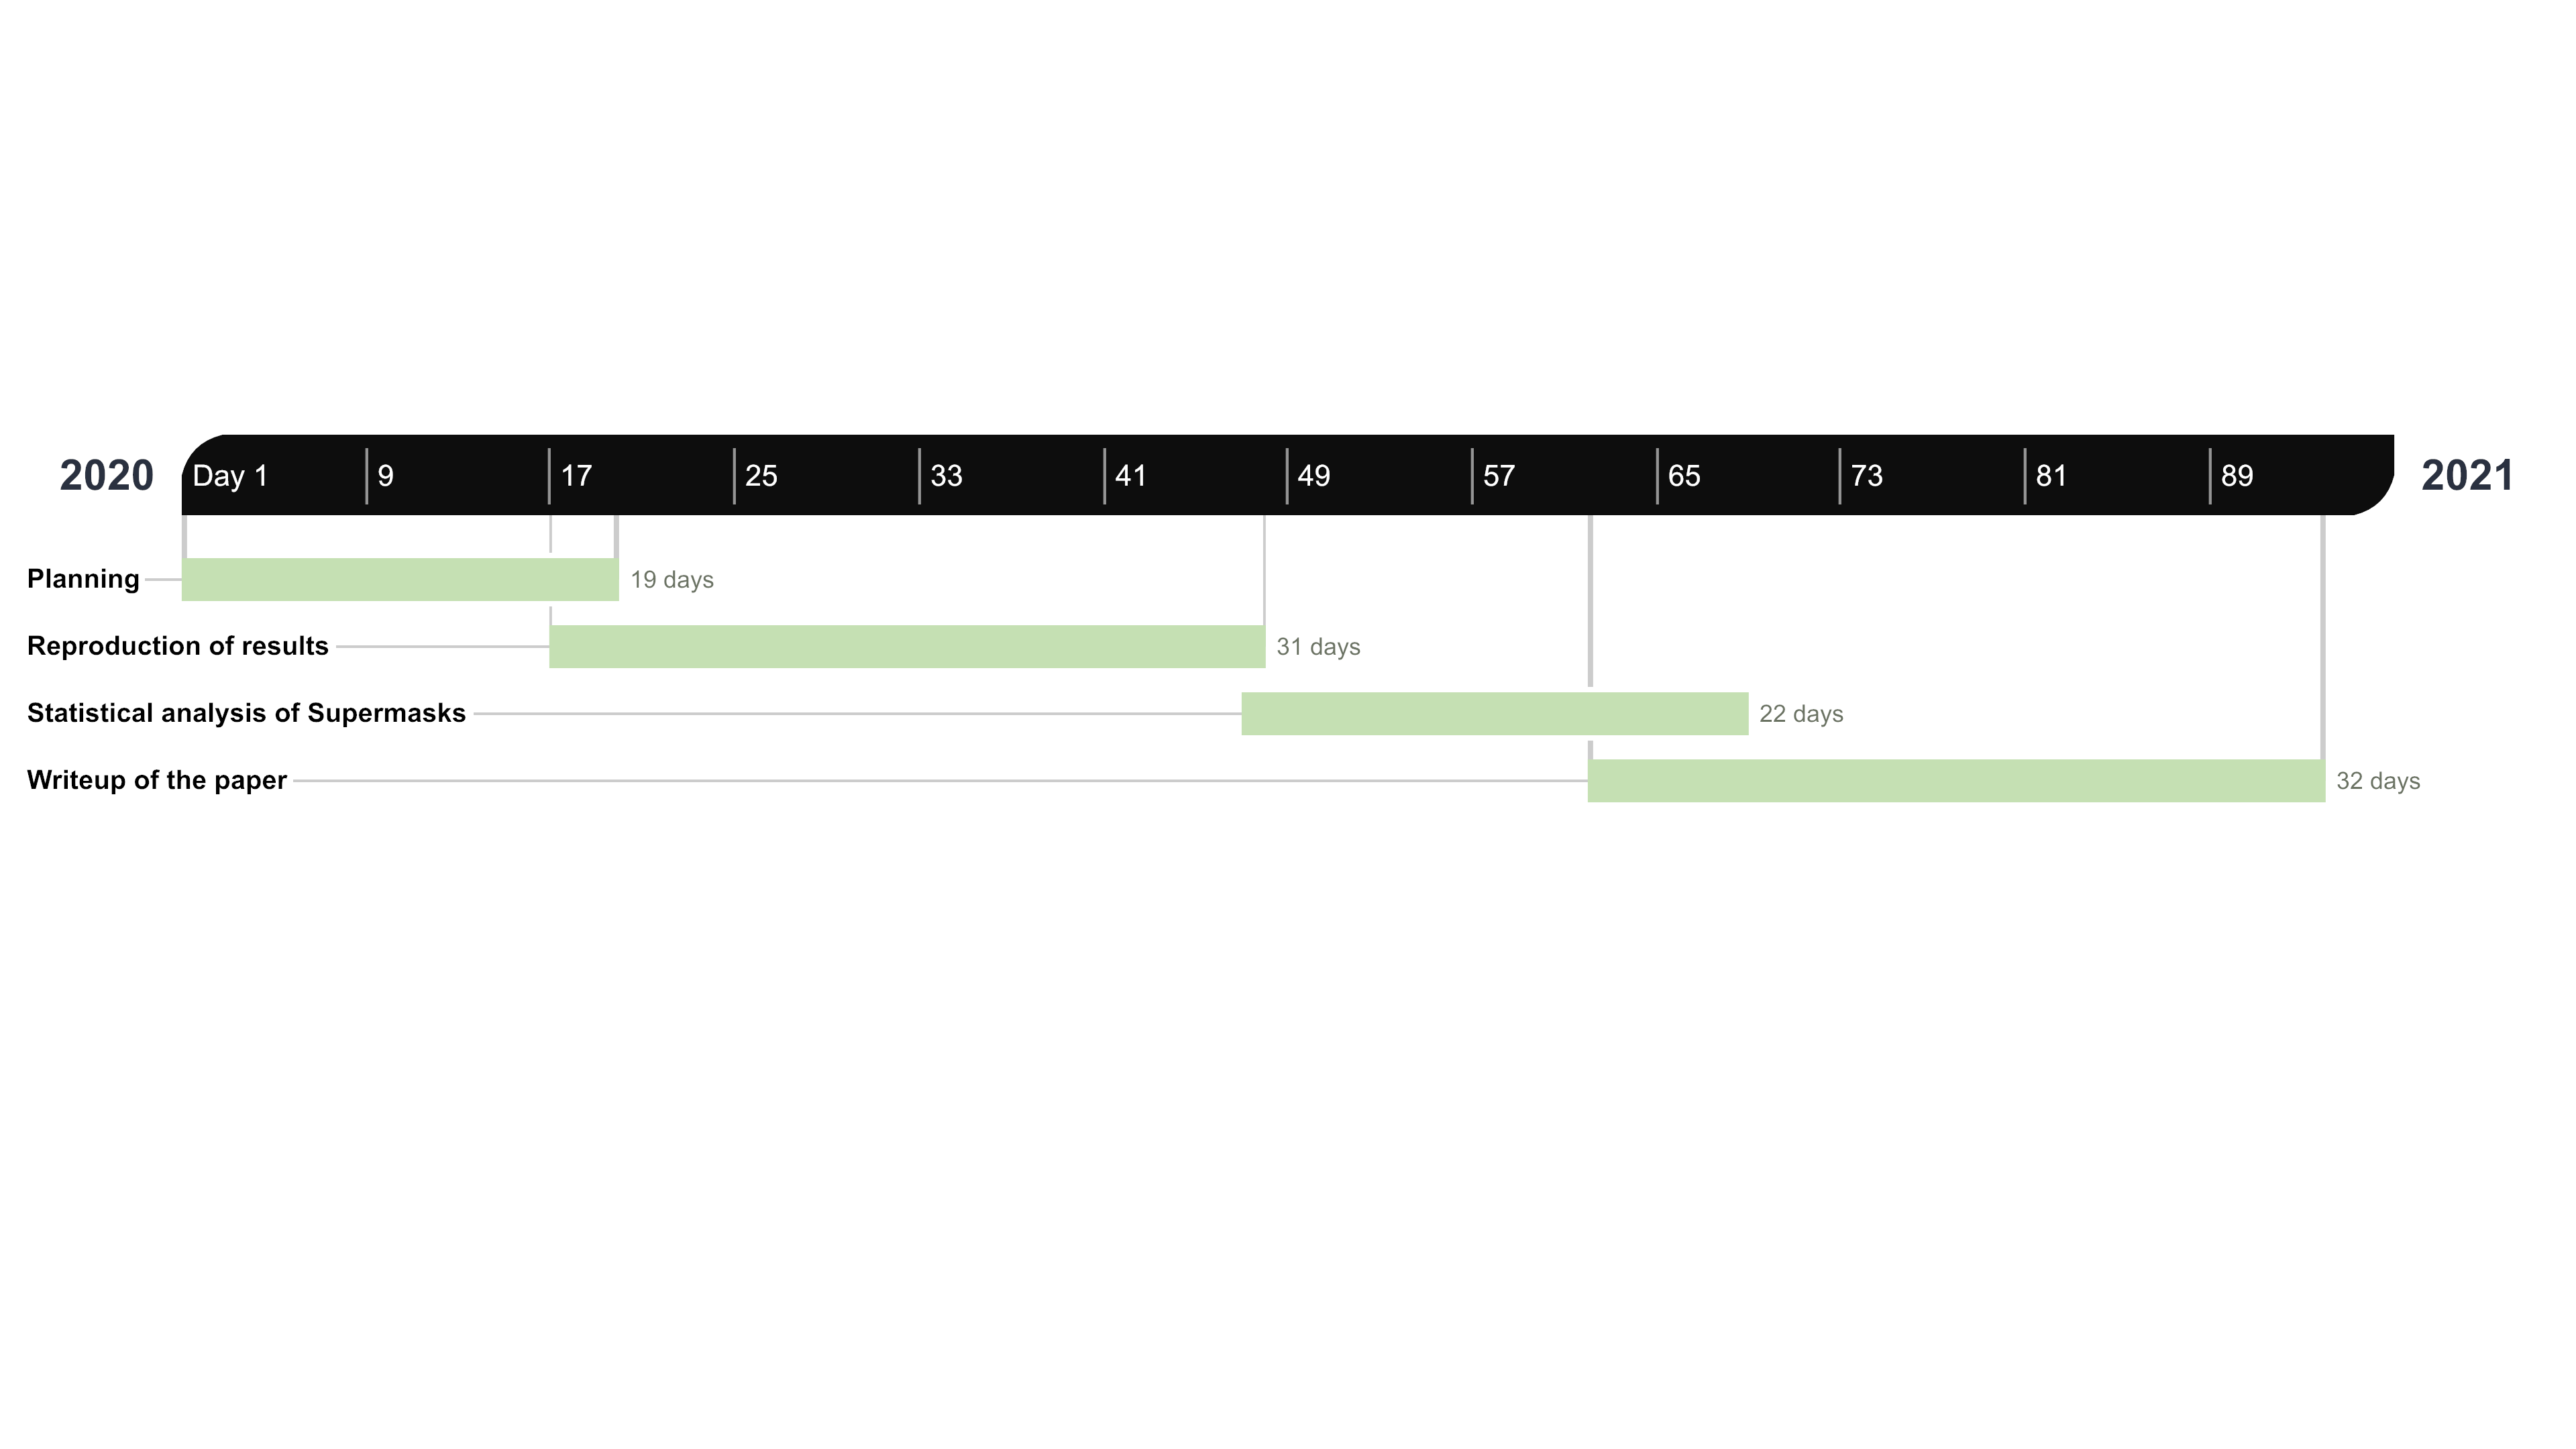 2020 Day 1 9 17 25 33 41 49 57 65 73 81 89 2021
Planning 19 days
Reproduction of results 31 days
Statistical analysis of Supermasks 22 days
Writeup of the paper 32 days